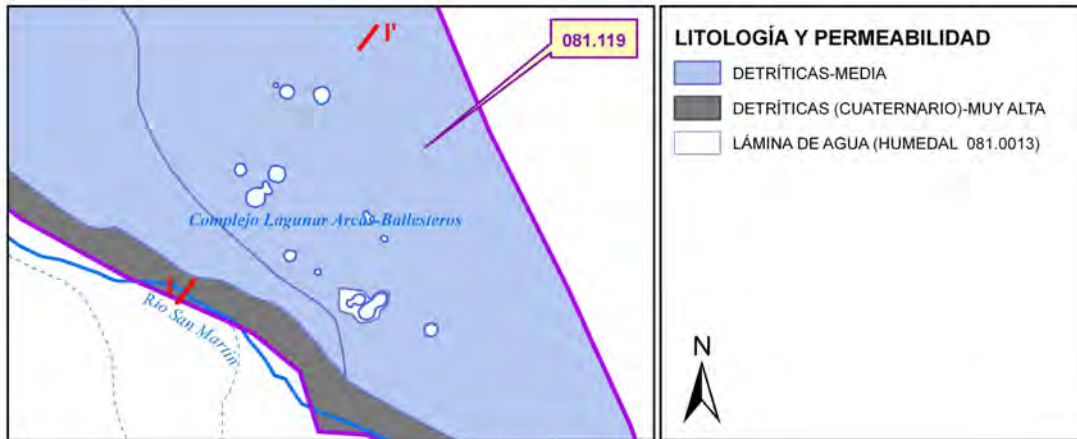 I'
081.119
Complejo Lagunar Arcas-Ballesteros
I
Río San Martín
LITOLOGÍA Y PERMEABILIDAD
DETRÍTICAS-MEDIA
DETRÍTICAS (CUATERNARIO)-MUY ALTA
LÁMINA DE AGUA (HUMEDAL 081.0013)
N